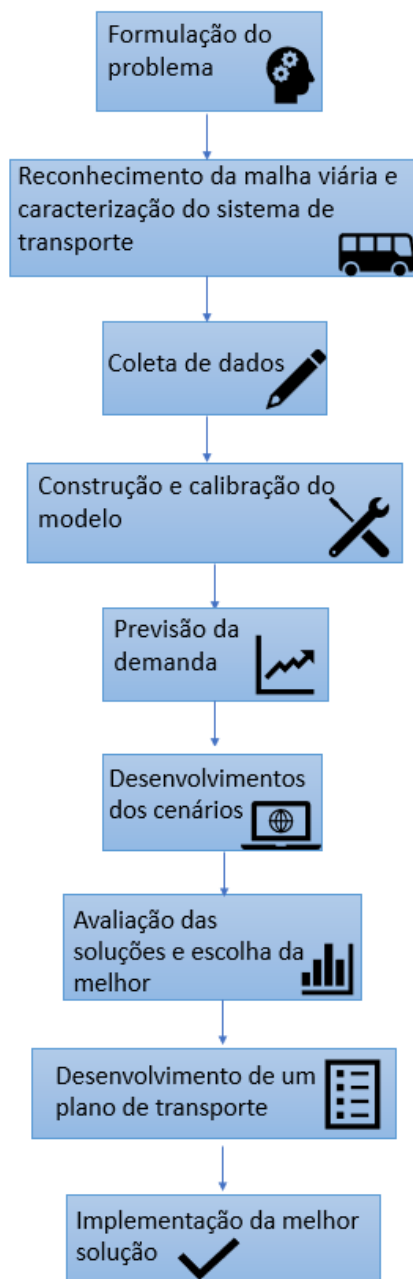 Formulação do
problema
Reconhecimento da malha viária e
caracterização do sistema de
transporte
Coleta de dados
Construção e calibração do
modelo
Previsão da
demanda
Desenvolvimentos
dos cenários
Avaliação das
soluções e escolha da
melhor
Desenvolvimento de um
plano de transporte
Implementação da melhor
solução